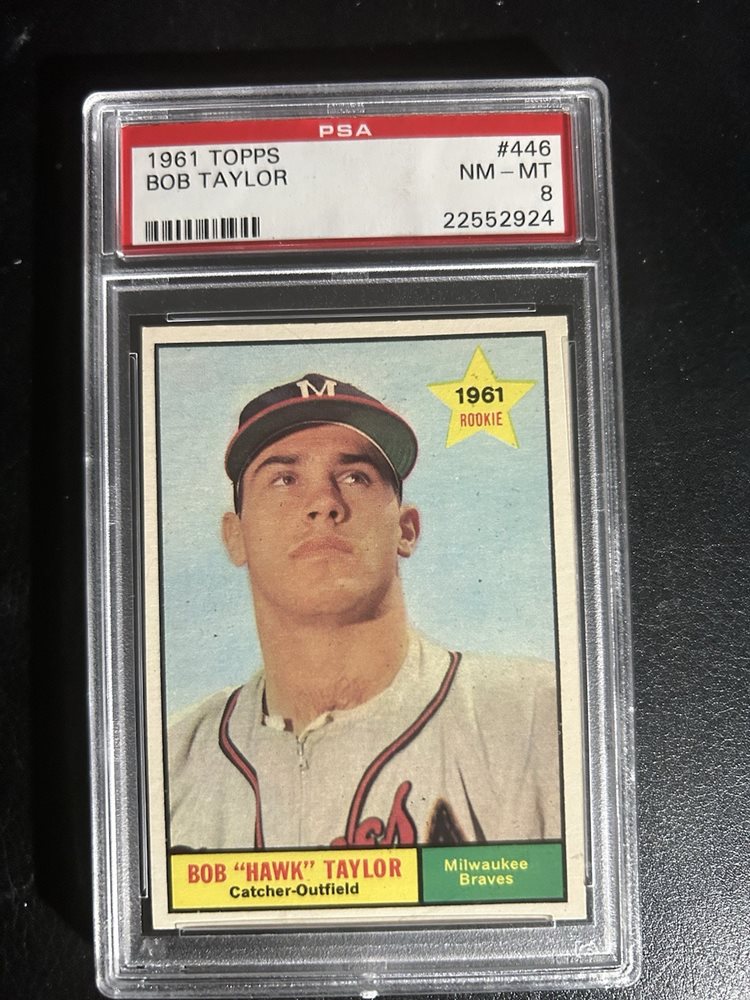 PSA
1961 TOPPS #446
BOB TAYLOR NM – MT
8
22552924
M
1961
ROOKIE
BOB “HAWK” TAYLOR
Catcher-Outfield
Milwaukee
Braves